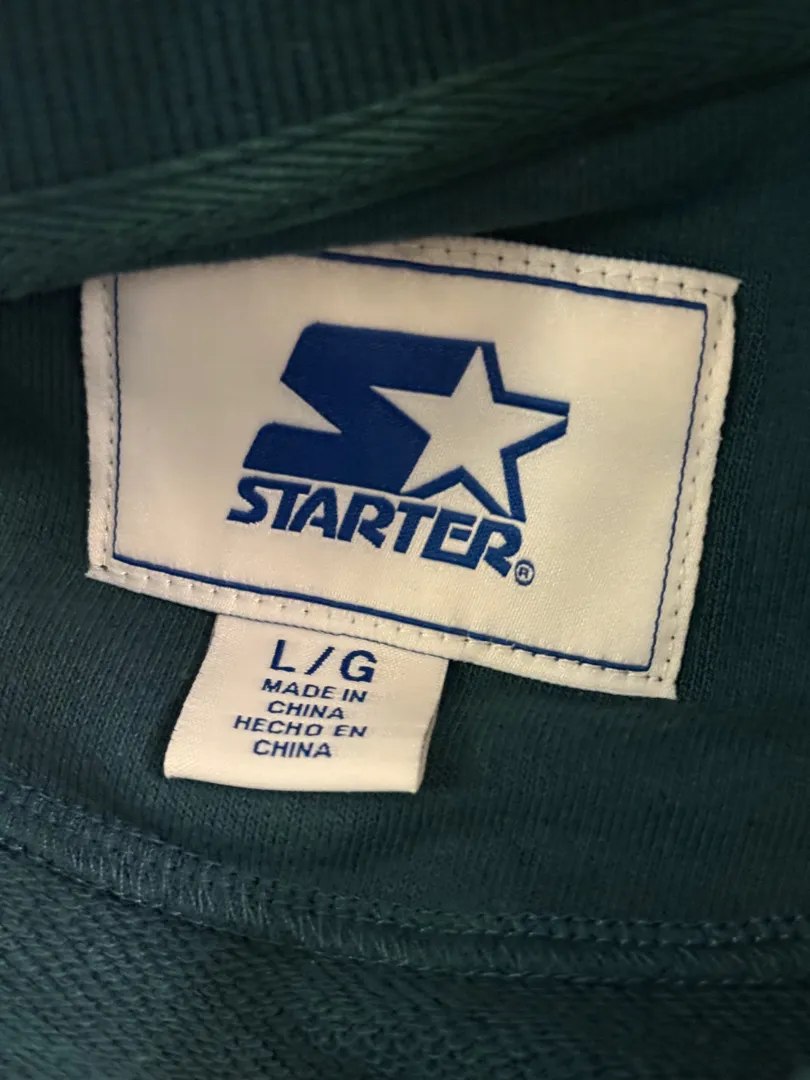 STARTER®
L/G
MADE IN
CHINA
HECHO EN
CHINA